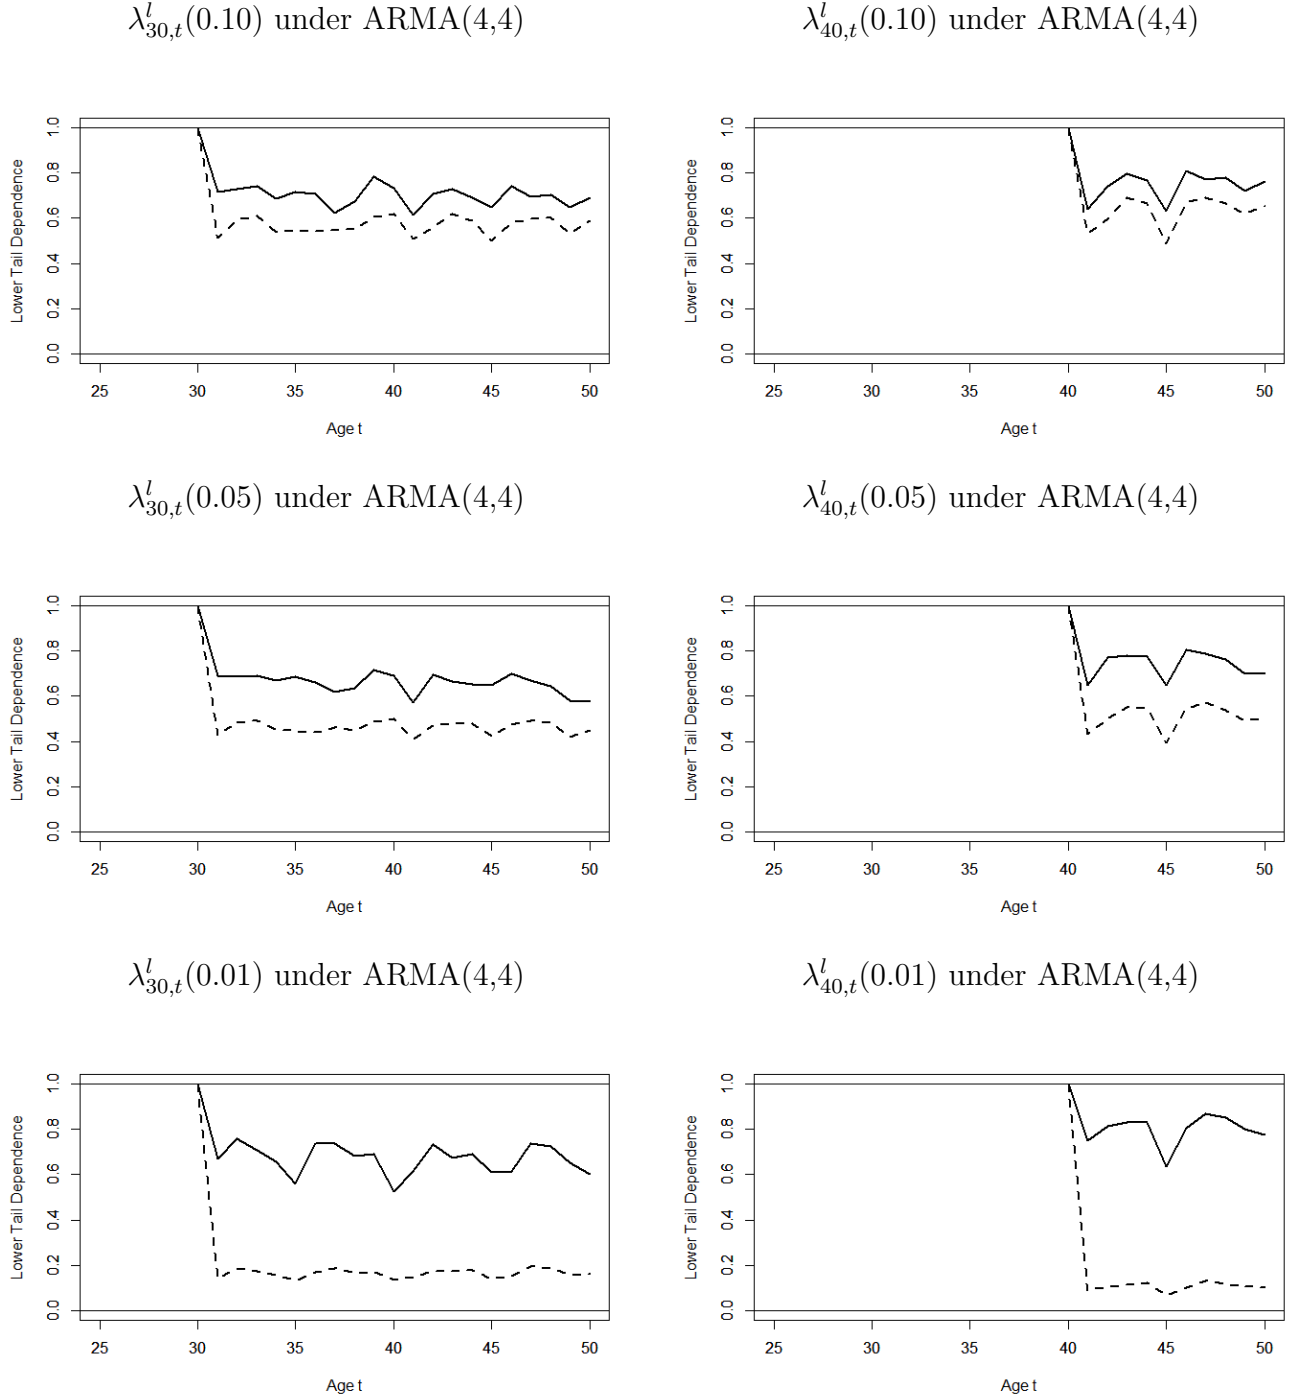 λ^l_{30,t}(0.10) under ARMA(4,4)
Lower Tail Dependence
0.0 0.2 0.4 0.6 0.8 1.0
25 30 35 40 45 50
Age t
λ^l_{40,t}(0.10) under ARMA(4,4)
Lower Tail Dependence
0.0 0.2 0.4 0.6 0.8 1.0
25 30 35 40 45 50
Age t
λ^l_{30,t}(0.05) under ARMA(4,4)
Lower Tail Dependence
0.0 0.2 0.4 0.6 0.8 1.0
25 30 35 40 45 50
Age t
λ^l_{40,t}(0.05) under ARMA(4,4)
Lower Tail Dependence
0.0 0.2 0.4 0.6 0.8 1.0
25 30 35 40 45 50
Age t
λ^l_{30,t}(0.01) under ARMA(4,4)
Lower Tail Dependence
0.0 0.2 0.4 0.6 0.8 1.0
25 30 35 40 45 50
Age t
λ^l_{40,t}(0.01) under ARMA(4,4)
Lower Tail Dependence
0.0 0.2 0.4 0.6 0.8 1.0
25 30 35 40 45 50
Age t